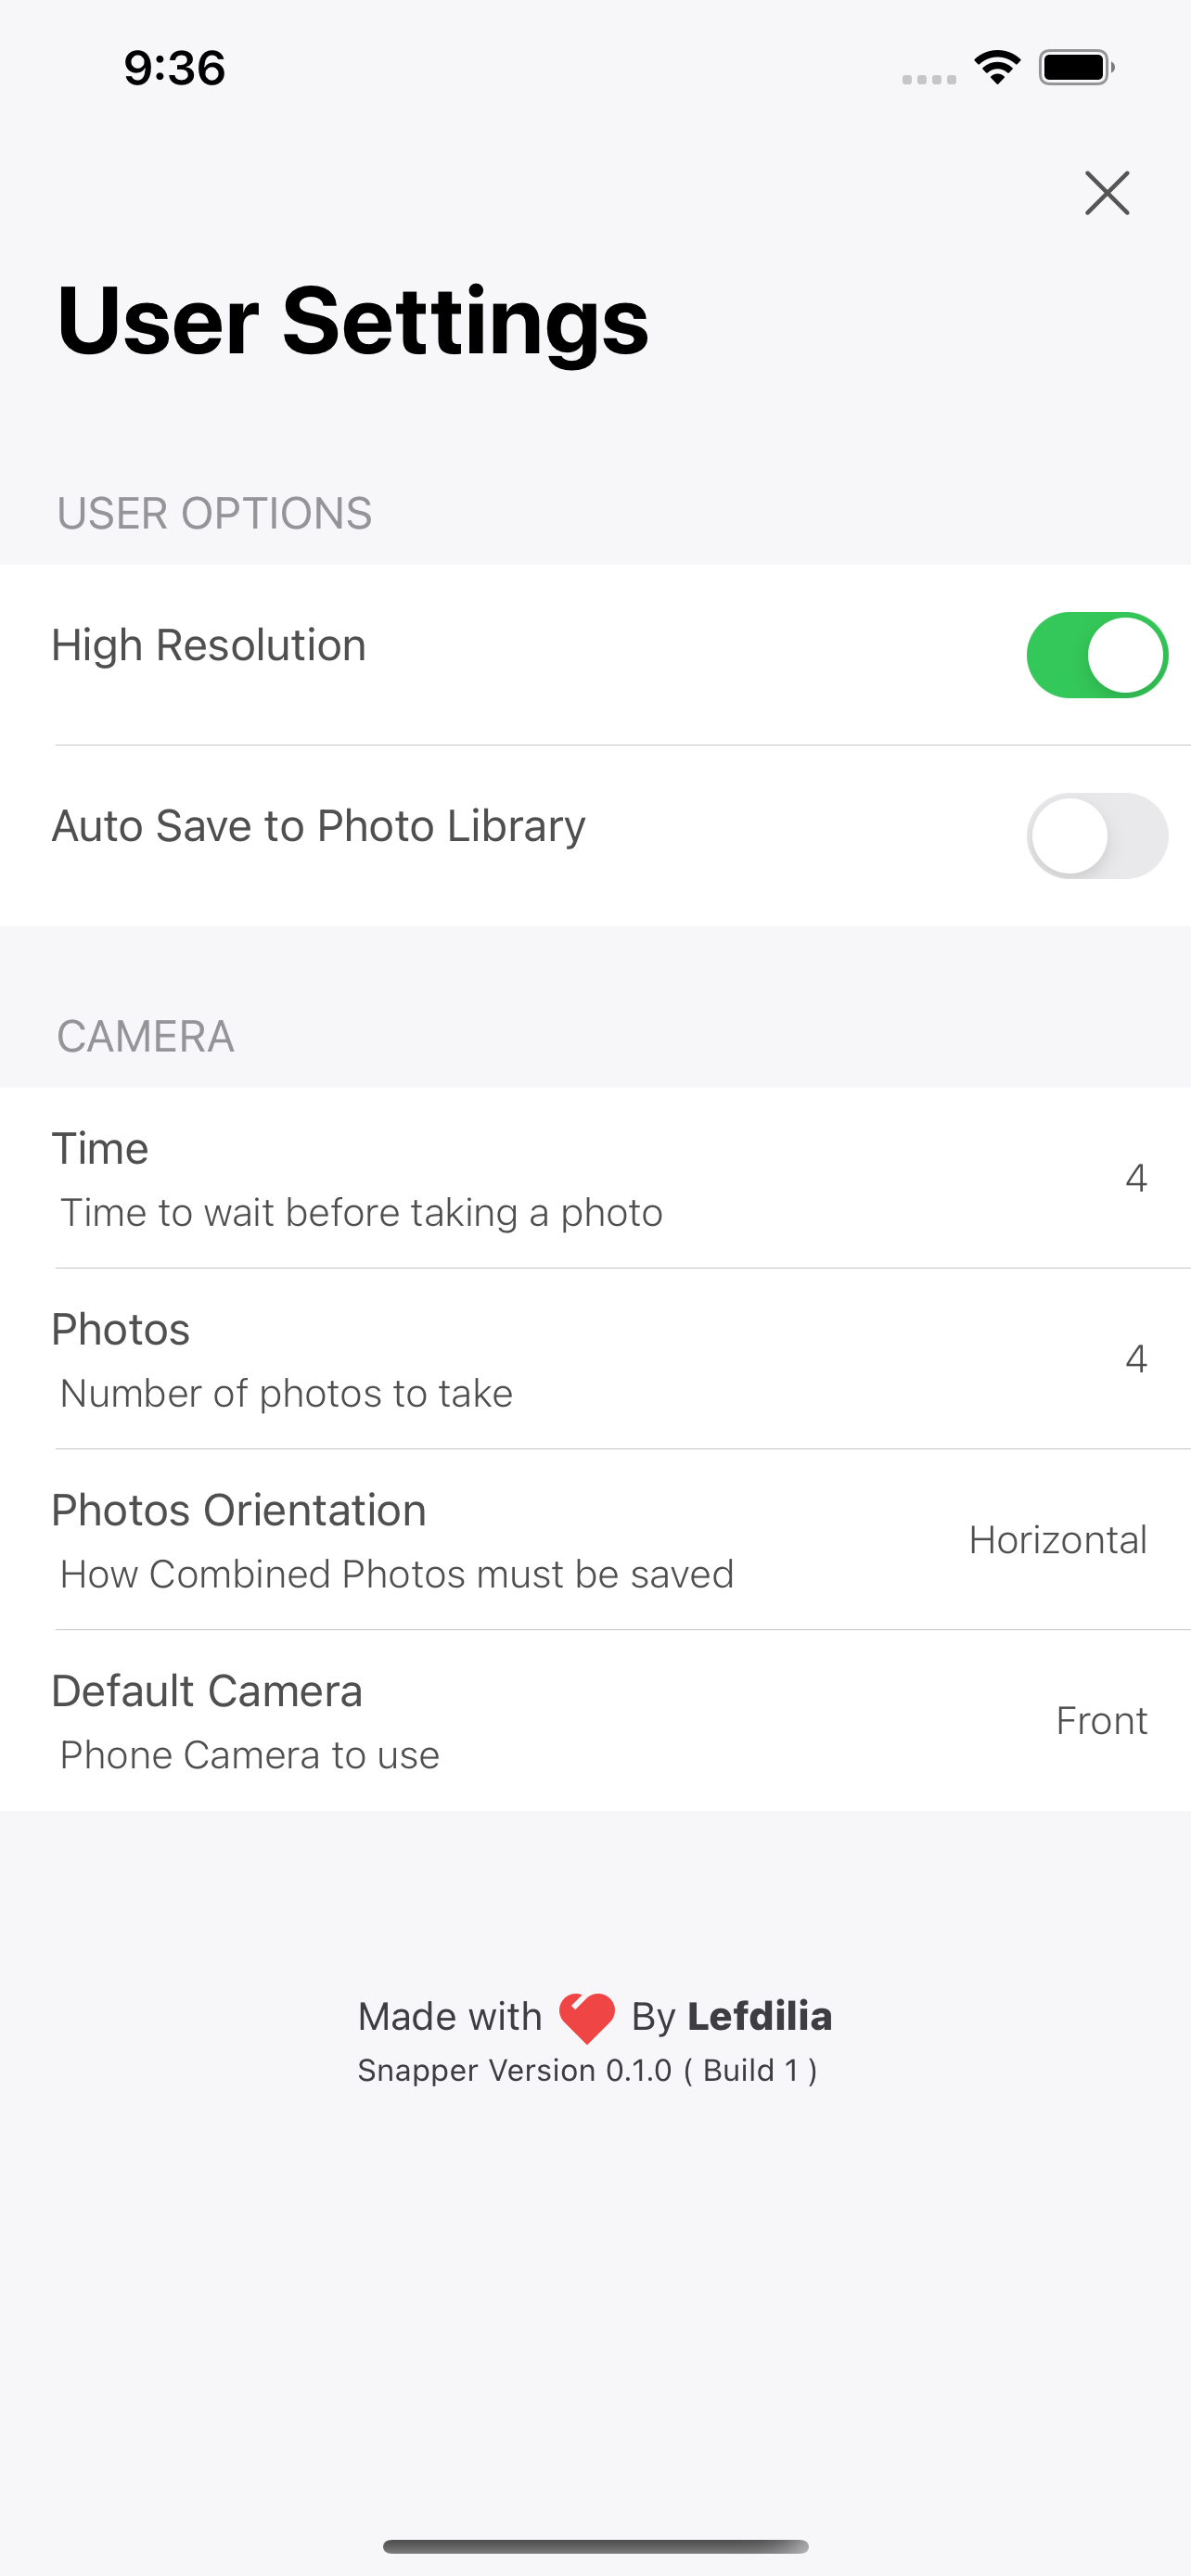 9:36
User Settings
USER OPTIONS
High Resolution
Auto Save to Photo Library
CAMERA
Time
Time to wait before taking a photo
4
Photos
Number of photos to take
4
Photos Orientation
How Combined Photos must be saved
Horizontal
Default Camera
Phone Camera to use
Front
Made with By Lefdilia
Snapper Version 0.1.0 ( Build 1 )